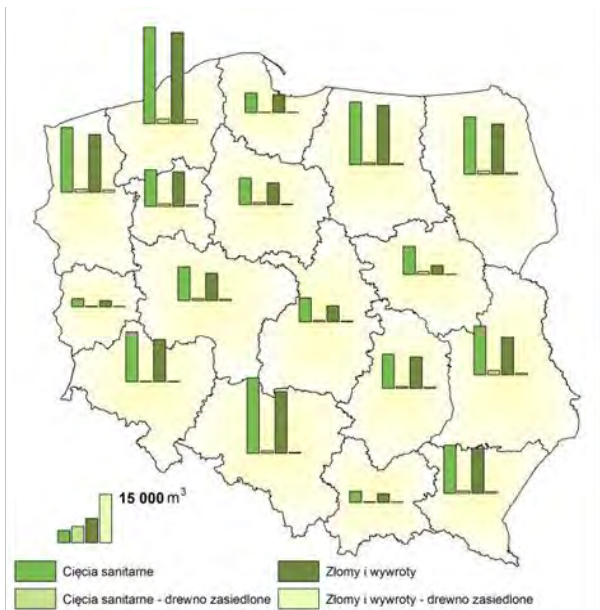 15 000 m³
Cięcia sanitarne
Złomy i wywroty
Cięcia sanitarne - drewno zasiedlone
Złomy i wywroty - drewno zasiedlone